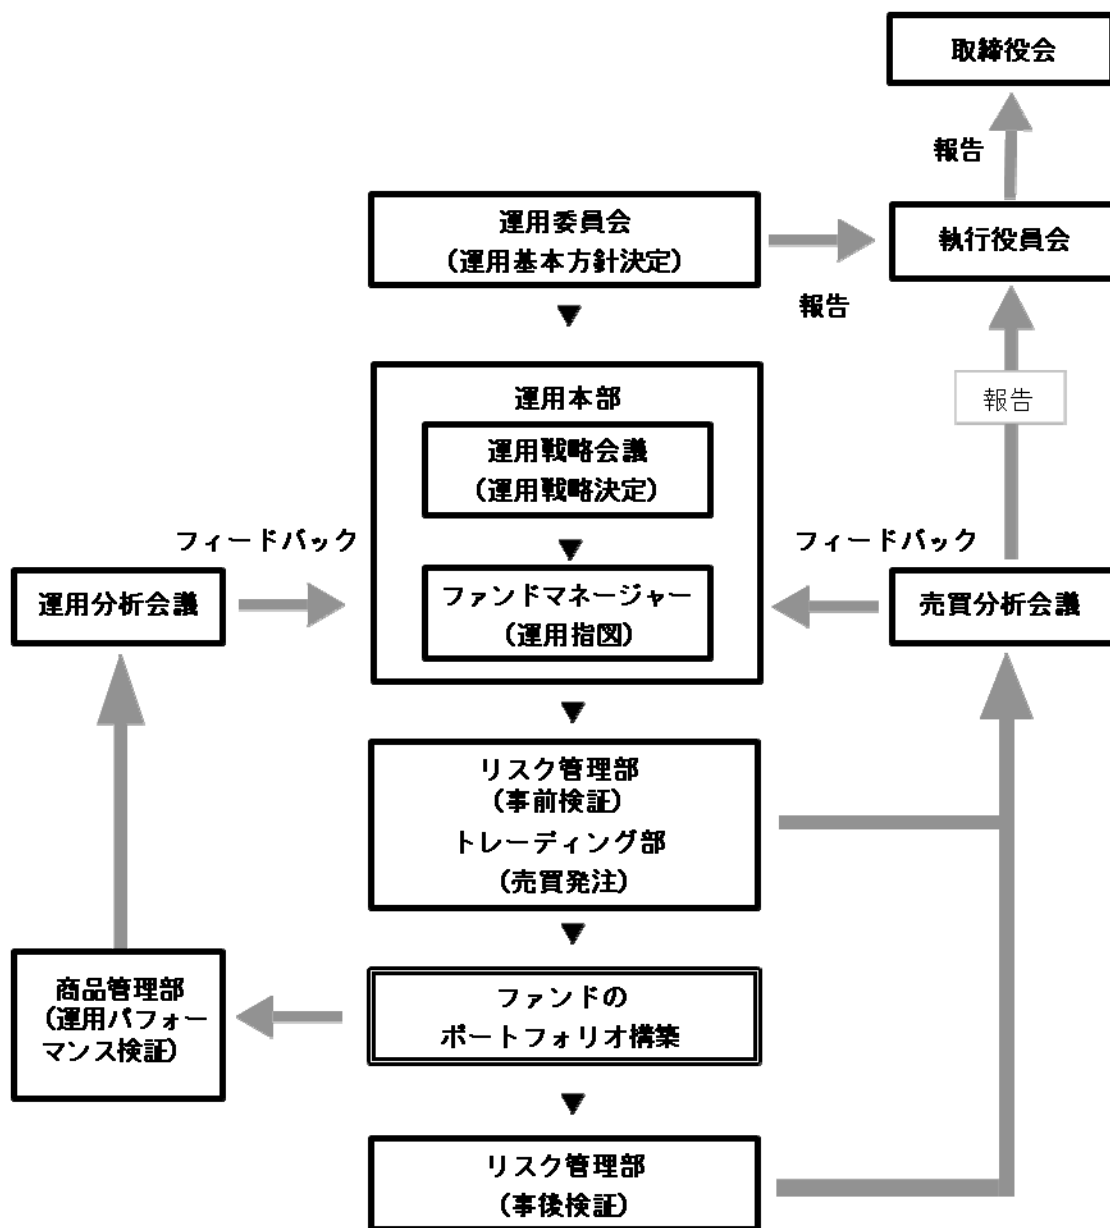 取締役会
報告
運用委員会
(運用基本方針決定)
執行役員会
報告
運用本部
運用戦略会議
(運用戦略決定)
報告
フィードバック
フィードバック
運用分析会議
ファンドマネージャー
(運用指図)
売買分析会議
リスク管理部
(事前検証)
トレーディング部
(売買発注)
商品管理部
(運用パフォー
マンス検証)
ファンドの
ポートフォリオ構築
リスク管理部
(事後検証)